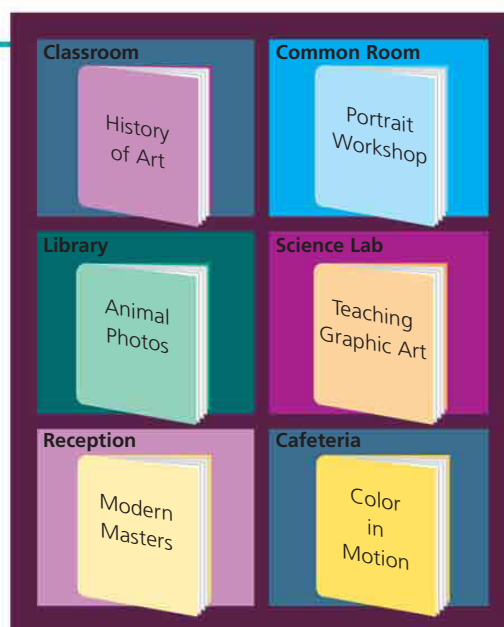 Classroom
History
of Art
Common Room
Portrait
Workshop
Library
Animal
Photos
Science Lab
Teaching
Graphic Art
Reception
Modern
Masters
Cafeteria
Color
in
Motion